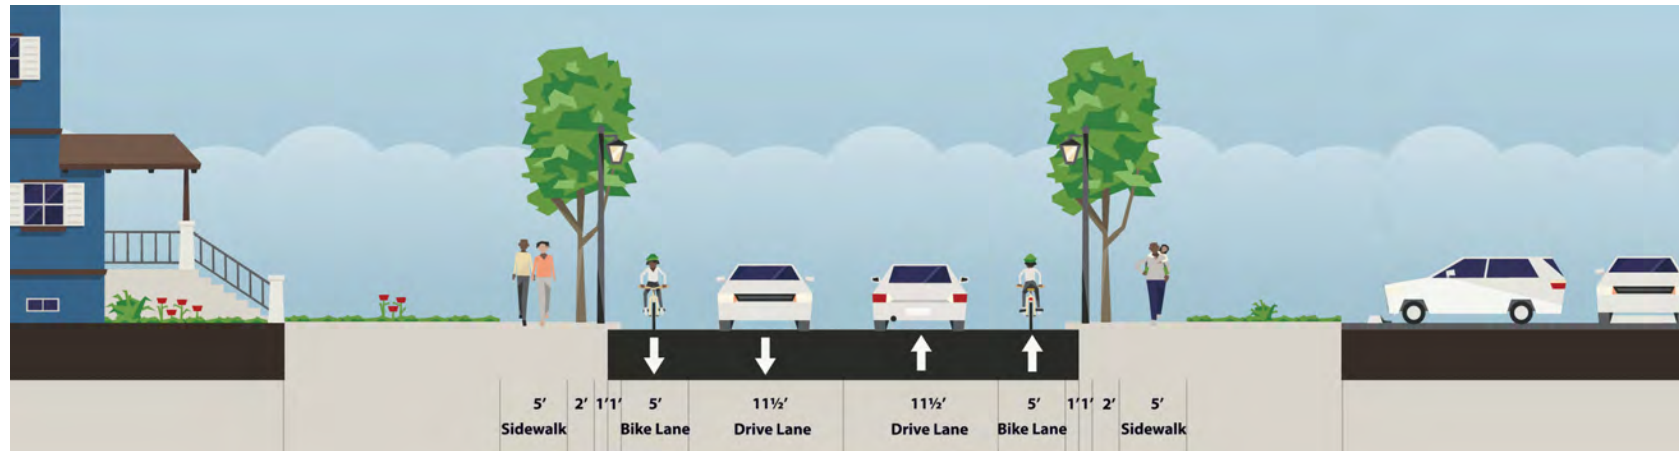 5' 2' 1'1' 5' 11½' 11½' 5' 1'1' 2' 5'
Sidewalk Bike Lane Drive Lane Drive Lane Bike Lane Sidewalk